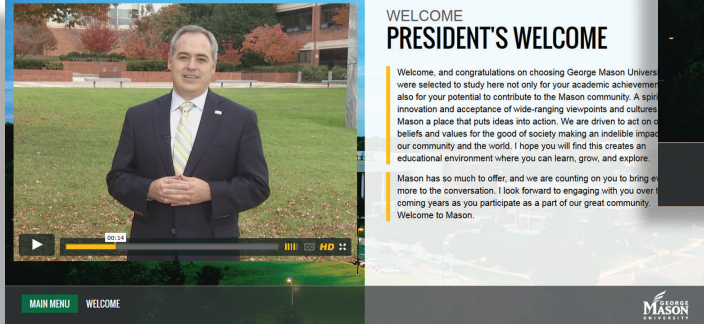 WELCOME
PRESIDENT'S WELCOME
Welcome, and congratulations on choosing George Mason
were selected to study here not only for your academic
also for your potential to contribute to the Mason community. A
innovation and acceptance of wide-ranging viewpoints and cultures
Mason a place that puts ideas into action. We are driven to act on
beliefs and values for the good of society making an indelible
our community and the world. I hope you will find this creates an
educational environment where you can learn, grow, and explore.
Mason has so much to offer, and we are counting on you to bring
more to the conversation. I look forward to engaging with you over
coming years as you participate as a part of our great community.
Welcome to Mason.
00:14
CC HD
MAIN MENU WELCOME
GEORGE
MASON
UNIVERSITY